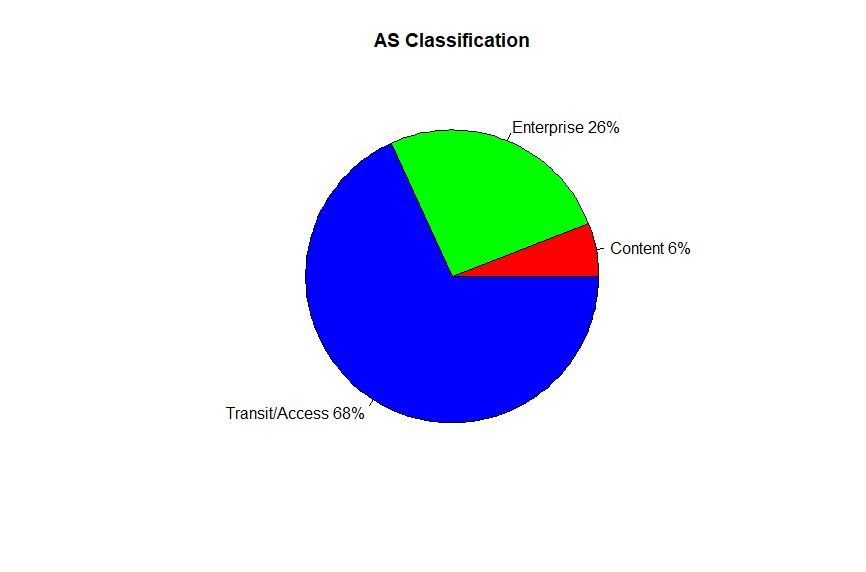 AS Classification
Enterprise 26%
Content 6%
Transit/Access 68%